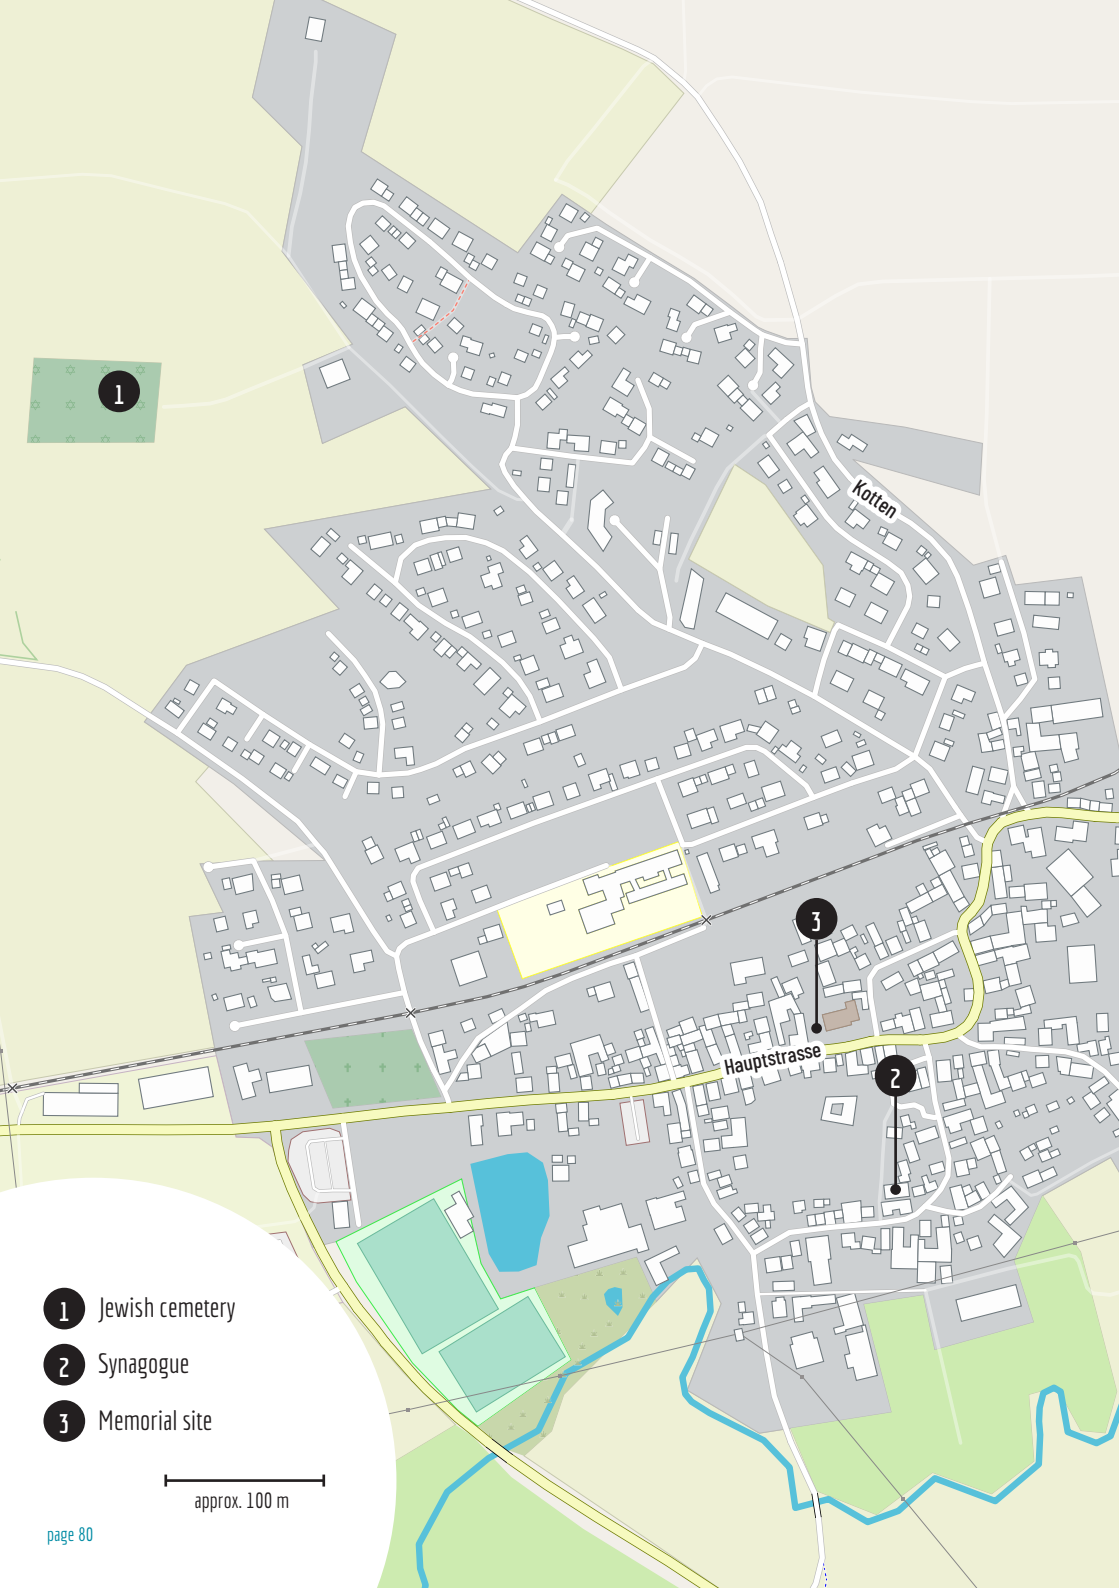 1
Kotten
3
Hauptstrasse
2
1 Jewish cemetery
2 Synagogue
3 Memorial site
approx. 100 m
page 80